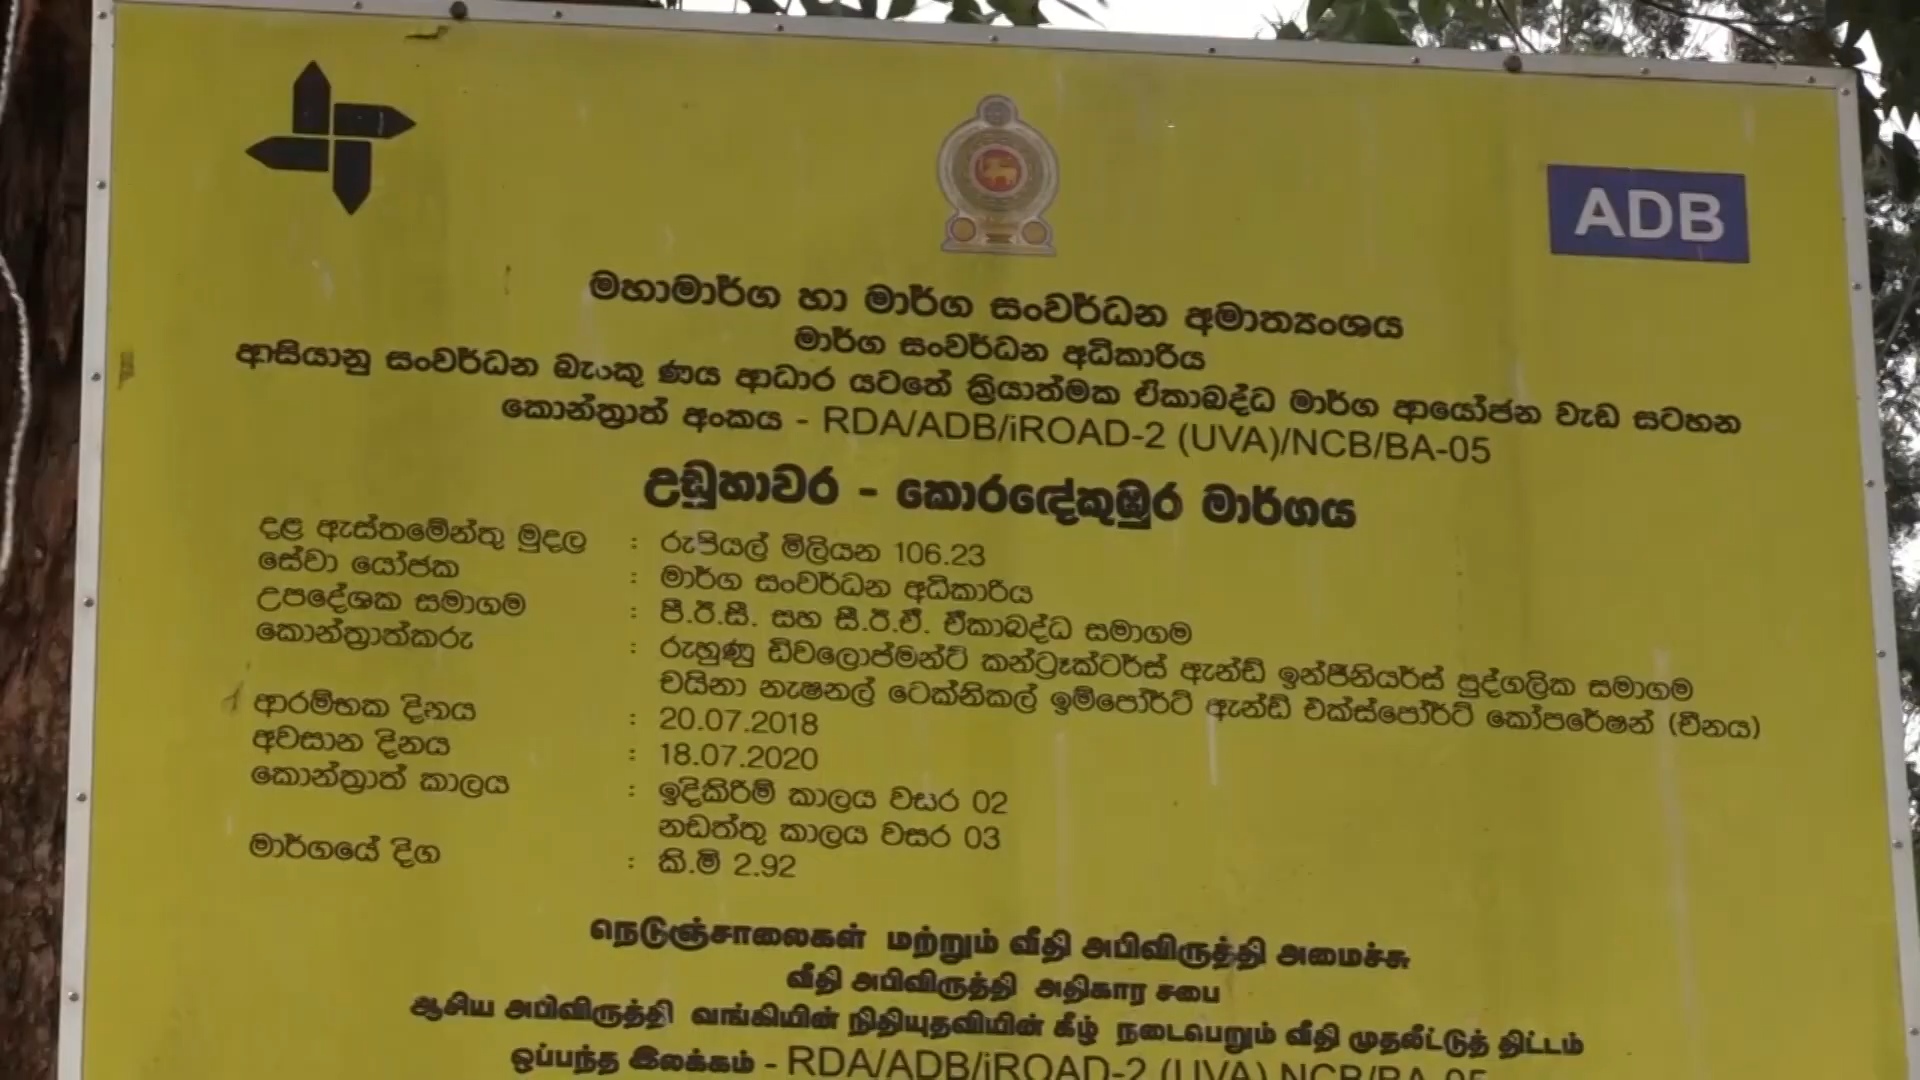 ADB
මහාමාර්ග හා මාර්ග සංවර්ධන අමාත්‍යංශය
මාර්ග සංවර්ධන අධිකාරිය
ආසියානු සංවර්ධන බැංකු ණය ආධාර යටතේ ක්‍රියාත්මක ඒකාබද්ධ මාර්ග ආයෝජන වැඩ සටහන
කොන්ත්‍රාත් අංකය - RDA/ADB/iROAD-2 (UVA)/NCB/BA-05
උඩුහාවර - කොරඳේකුඹුර මාර්ගය
දළ ඇස්තමේන්තු මුදල : රුපියල් මිලියන 106.23
සේවා යෝජක : මාර්ග සංවර්ධන අධිකාරිය
උපදේශක සමාගම : පී.ඊ.සී. සහ සී.ඊ.ඒ. ඒකාබද්ධ සමාගම
කොන්ත්‍රාත්කරු : රුහුණු ඩිවලොප්මන්ට් කන්ට්‍රැක්ටර්ස් ඇන්ඩ් ඉන්ජිනියර්ස් පුද්ගලික සමාගම
චයිනා නැෂනල් ටෙක්නිකල් ඉම්පෝර්ට් ඇන්ඩ් එක්ස්පෝර්ට් කෝපරේෂන් (චීනය)
ආරම්භක දිනය : 20.07.2018
අවසාන දිනය : 18.07.2020
කොන්ත්‍රාත් කාලය : ඉදිකිරීම් කාලය වසර 02
නඩත්තු කාලය වසර 03
මාර්ගයේ දිග : කි.මි 2.92
நெடுஞ்சாலைகள் மற்றும் வீதி அபிவிருத்தி அமைச்சு
வீதி அபிவிருத்தி அதிகார சபை
ஆசிய அபிவிருத்தி வங்கியின் நிதியுதவியின் கீழ் நடைபெறும் வீதி முதலீட்டுத் திட்டம்
ஒப்பந்த இலக்கம் - RDA/ADB/iROAD-2 (UVA) NCB/BA-05